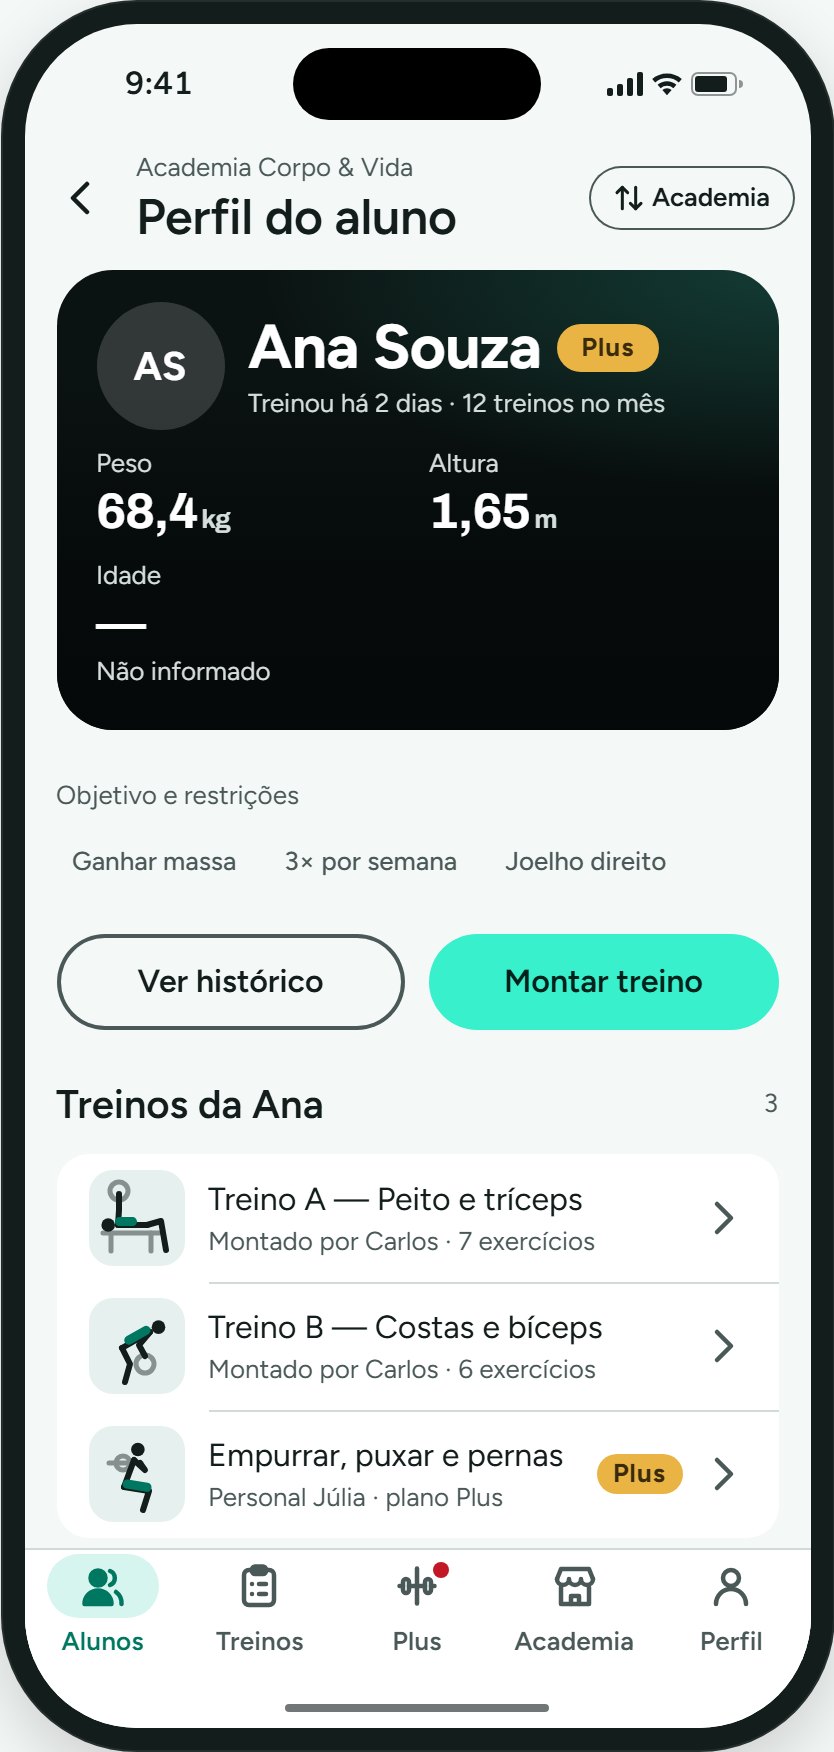 9:41
Academia Corpo & Vida
Perfil do aluno
Academia
AS
Ana Souza
Plus
Treinou há 2 dias · 12 treinos no mês
Peso
Altura
68,4 kg
1,65 m
Idade
—
Não informado
Objetivo e restrições
Ganhar massa
3× por semana
Joelho direito
Ver histórico
Montar treino
Treinos da Ana
3
Treino A — Peito e tríceps
Montado por Carlos · 7 exercícios
Treino B — Costas e bíceps
Montado por Carlos · 6 exercícios
Empurrar, puxar e pernas
Personal Júlia · plano Plus
Plus
Alunos
Treinos
Plus
Academia
Perfil